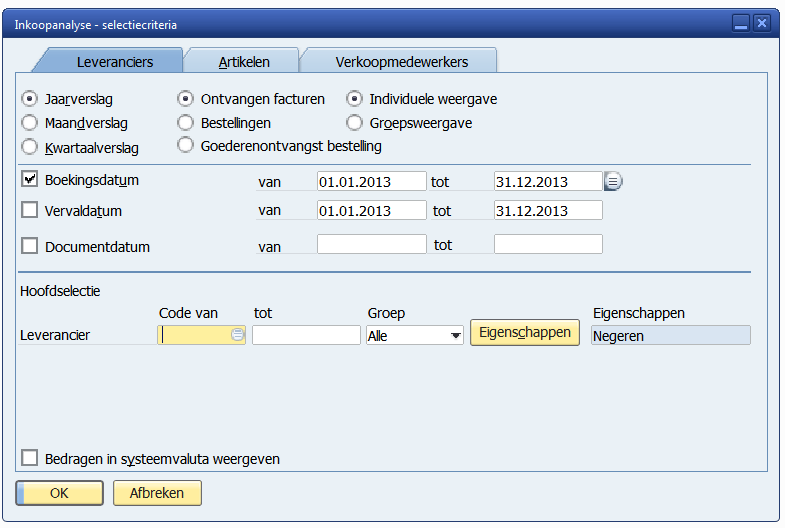 Inkoopanalyse - selectiecriteria
Leveranciers Artikelen Verkoopmedewerkers
Jaarverslag Ontvangen facturen Individuele weergave
Maandverslag Bestellingen Groepsweergave
Kwartaalverslag Goederenontvangst bestelling
Boekingsdatum van 01.01.2013 tot 31.12.2013
Vervaldatum van 01.01.2013 tot 31.12.2013
Documentdatum van tot
Hoofdselectie
Code van tot Groep Eigenschappen
Leverancier Alle Eigenschappen Negeren
Bedragen in systeemvaluta weergeven
OK Afbreken